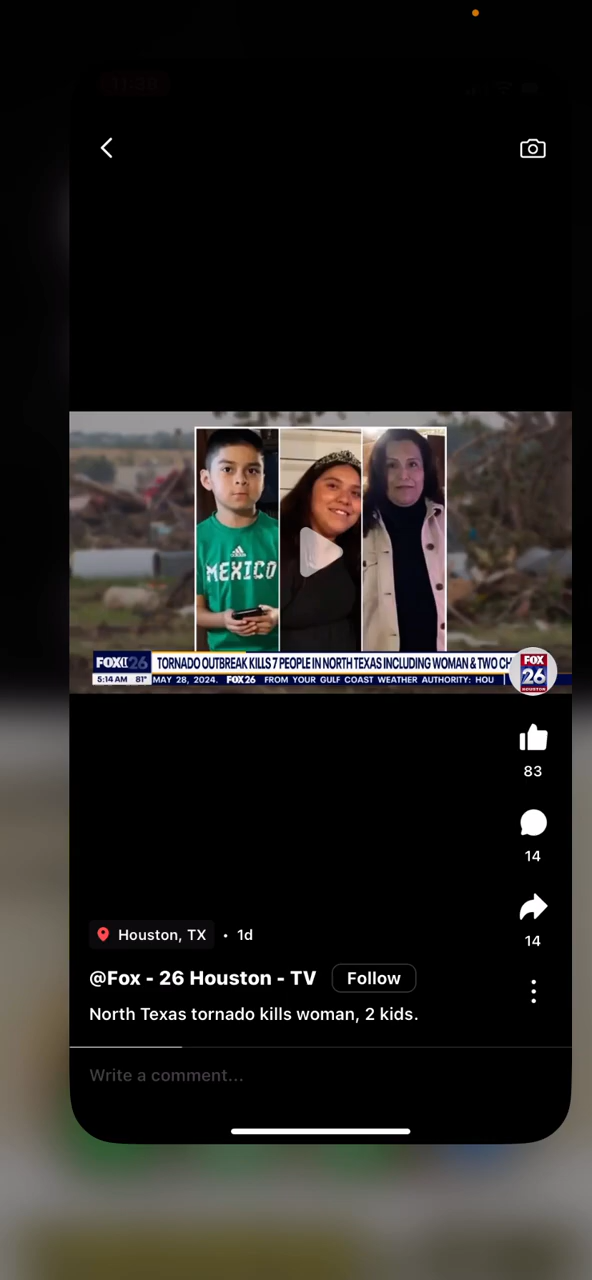 11:38
MEXICO
FOX 26
TORNADO OUTBREAK KILLS 7 PEOPLE IN NORTH TEXAS INCLUDING WOMAN & TWO CH
5:14 AM 81° MAY 28, 2024. FOX26 FROM YOUR GULF COAST WEATHER AUTHORITY: HOU
FOX
26
HOUSTON
83
14
14
Houston, TX · 1d
@Fox - 26 Houston - TV Follow
North Texas tornado kills woman, 2 kids.
Write a comment...